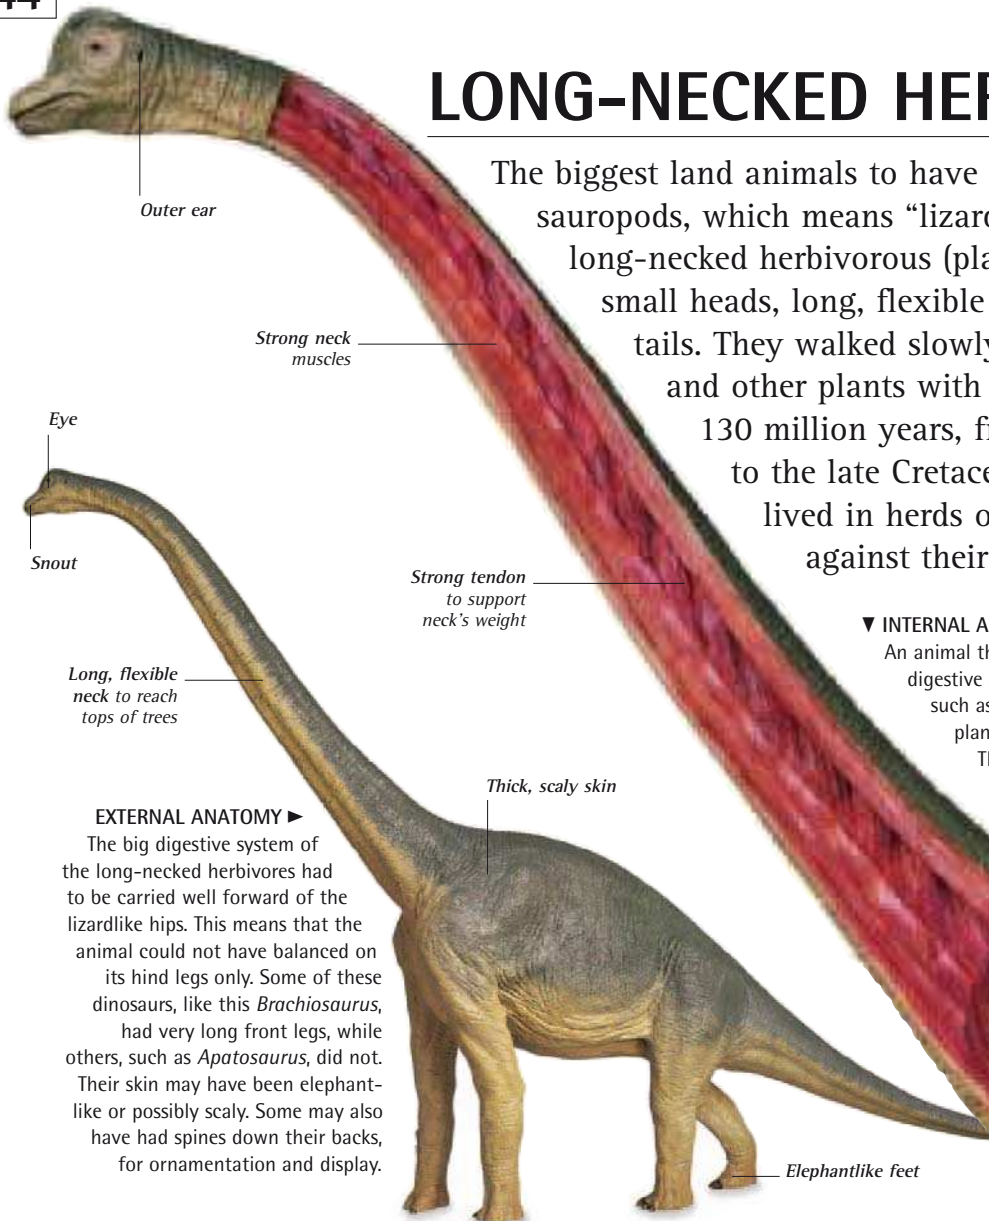 44
LONG-NECKED HER
The biggest land animals to have
sauropods, which means “lizard
long-necked herbivorous (pla
small heads, long, flexible
tails. They walked slowly
and other plants with
130 million years, fi
to the late Cretace
lived in herds o
against their
Outer ear
Strong neck
muscles
Eye
Snout
Strong tendon
to support
neck’s weight
Long, flexible
neck to reach
tops of trees
▼ INTERNAL A
An animal th
digestive
such as
plan
Th
Thick, scaly skin
EXTERNAL ANATOMY ►
The big digestive system of
the long-necked herbivores had
to be carried well forward of the
lizardlike hips. This means that the
animal could not have balanced on
its hind legs only. Some of these
dinosaurs, like this Brachiosaurus,
had very long front legs, while
others, such as Apatosaurus, did not.
Their skin may have been elephant-
like or possibly scaly. Some may also
have had spines down their backs,
for ornamentation and display.
Elephantlike feet